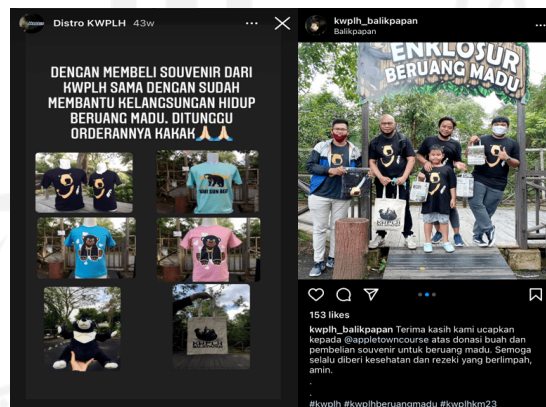 Distro KWPLH 43w
DENGAN MEMBELI SOUVENIR DARI
KWPLH SAMA DENGAN SUDAH
MEMBANTU KELANGSUNGAN HIDUP
BERUANG MADU. DITUNGGU
ORDERANNYA KAKAK🙏🏻🙏🏻
kwplh_balikpapan
Balikpapan
ENKLOSUR
BERUANG MADU
KWPLH
153 likes
kwplh_balikpapan Terima kasih kami ucapkan
kepada @appletowncourse atas donasi buah dan
pembelian souvenir untuk beruang madu. Semoga
selalu diberi kesehatan dan rezeki yang berlimpah,
amin.
.
.
#kwplh #kwplhberuangmadu #kwplhkm23